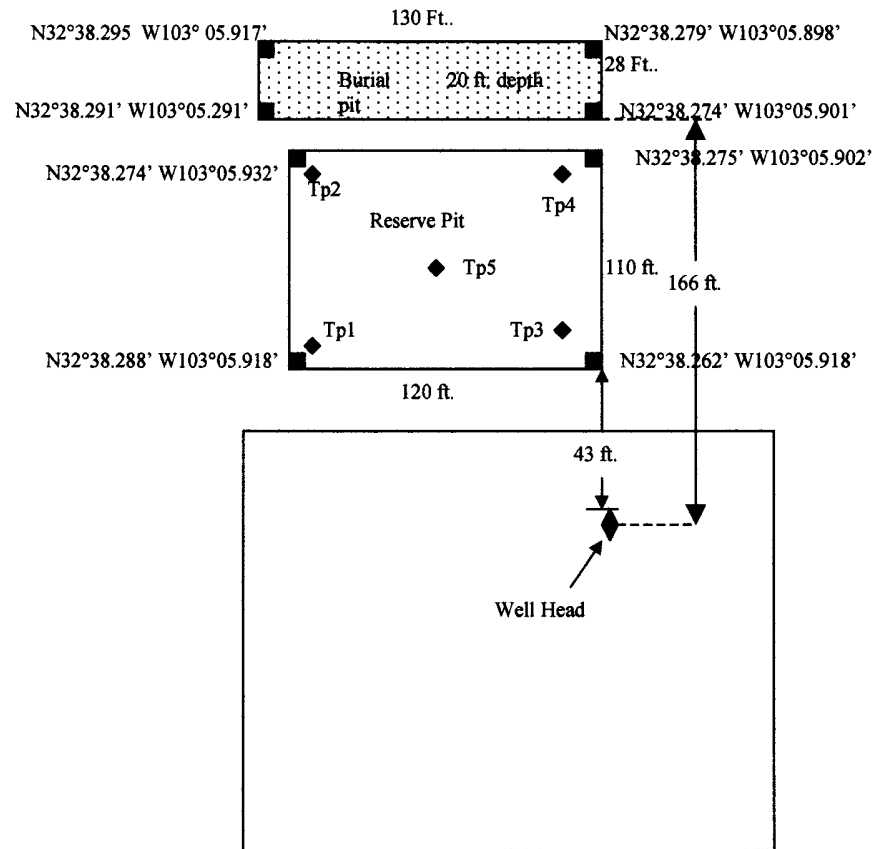 130 Ft..
N32°38.295 W103° 05.917’
N32°38.279’ W103°05.898’
28 Ft..
Burial
pit
20 ft. depth
N32°38.291’ W103°05.291’
N32°38.274’ W103°05.901’
N32°38.275’ W103°05.902’
N32°38.274’ W103°05.932’
Tp2
Tp4
Reserve Pit
Tp5
110 ft.
166 ft.
Tp1
Tp3
N32°38.288’ W103°05.918’
N32°38.262’ W103°05.918’
120 ft.
43 ft.
Well Head